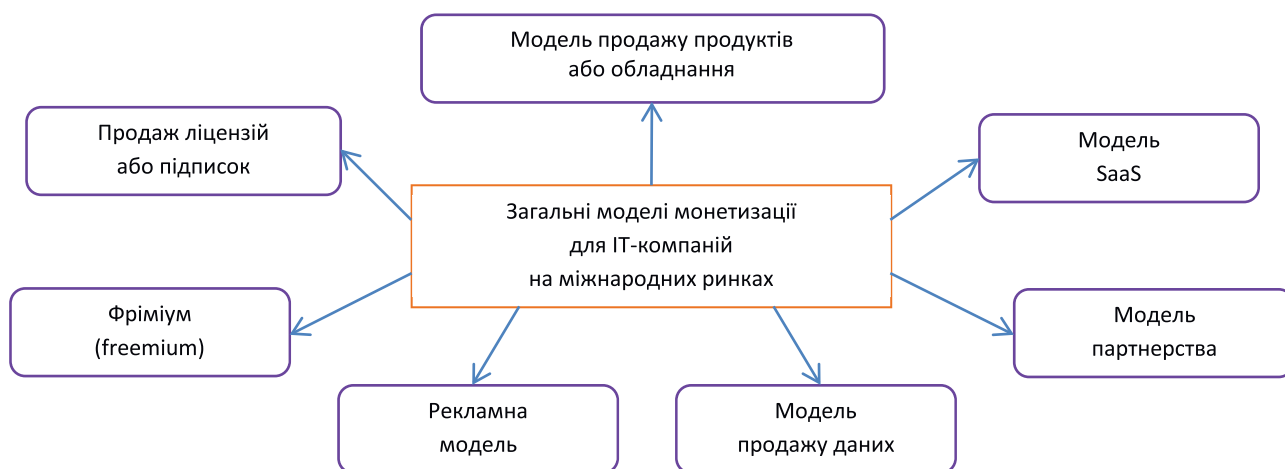 Модель продажу продуктів
або обладнання
Продаж ліцензій
або підписок
Модель
SaaS
Загальні моделі монетизації
для ІТ-компаній
на міжнародних ринках
Фріміум
(freemium)
Модель
партнерства
Рекламна
модель
Модель
продажу даних